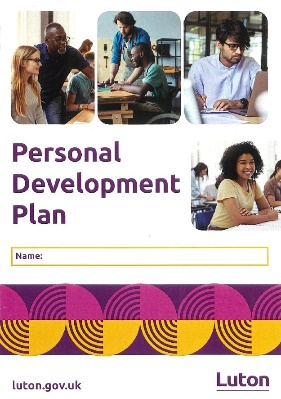 Personal
Development
Plan
Name:
luton.gov.uk
Luton